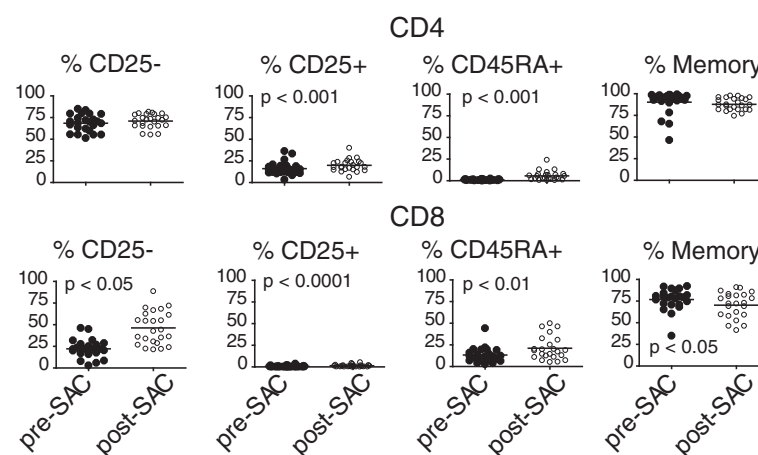 CD4
% CD25- % CD25+ % CD45RA+ % Memory
100 100 100 100
75 p < 0.001 75 p < 0.001 75 75
50 50 50 50
25 25 25 25
0 0 0 0
CD8
% CD25- % CD25+ % CD45RA+ % Memory
100 p < 0.05 100 p < 0.0001 100 p < 0.01 100
75 75 75 75
50 50 50 50
25 25 25 25 p < 0.05
0 0 0 0
pre-SAC post-SAC pre-SAC post-SAC pre-SAC post-SAC pre-SAC post-SAC